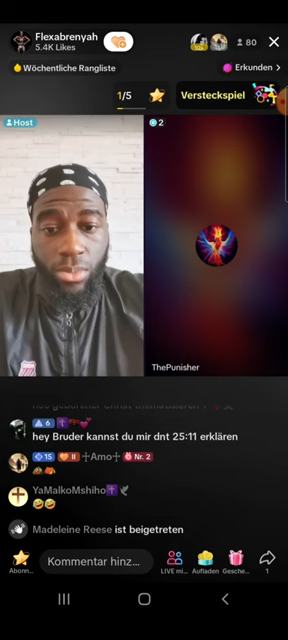 Flexabrenyah
5.4K Likes
80
Wöchentliche Rangliste
Erkunden >
1/5
Versteckspiel
Host
2
ThePunisher
6
hey Bruder kannst du mir dnt 25:11 erklären
15 II ☩Amo☩ Nr. 2
YaMalkoMshiho✝️🕊
🤣🤣
Madeleine Reese ist beigetreten
Kommentar hinz...
1
Abonn... LIVE mi... Aufladen Gesche...